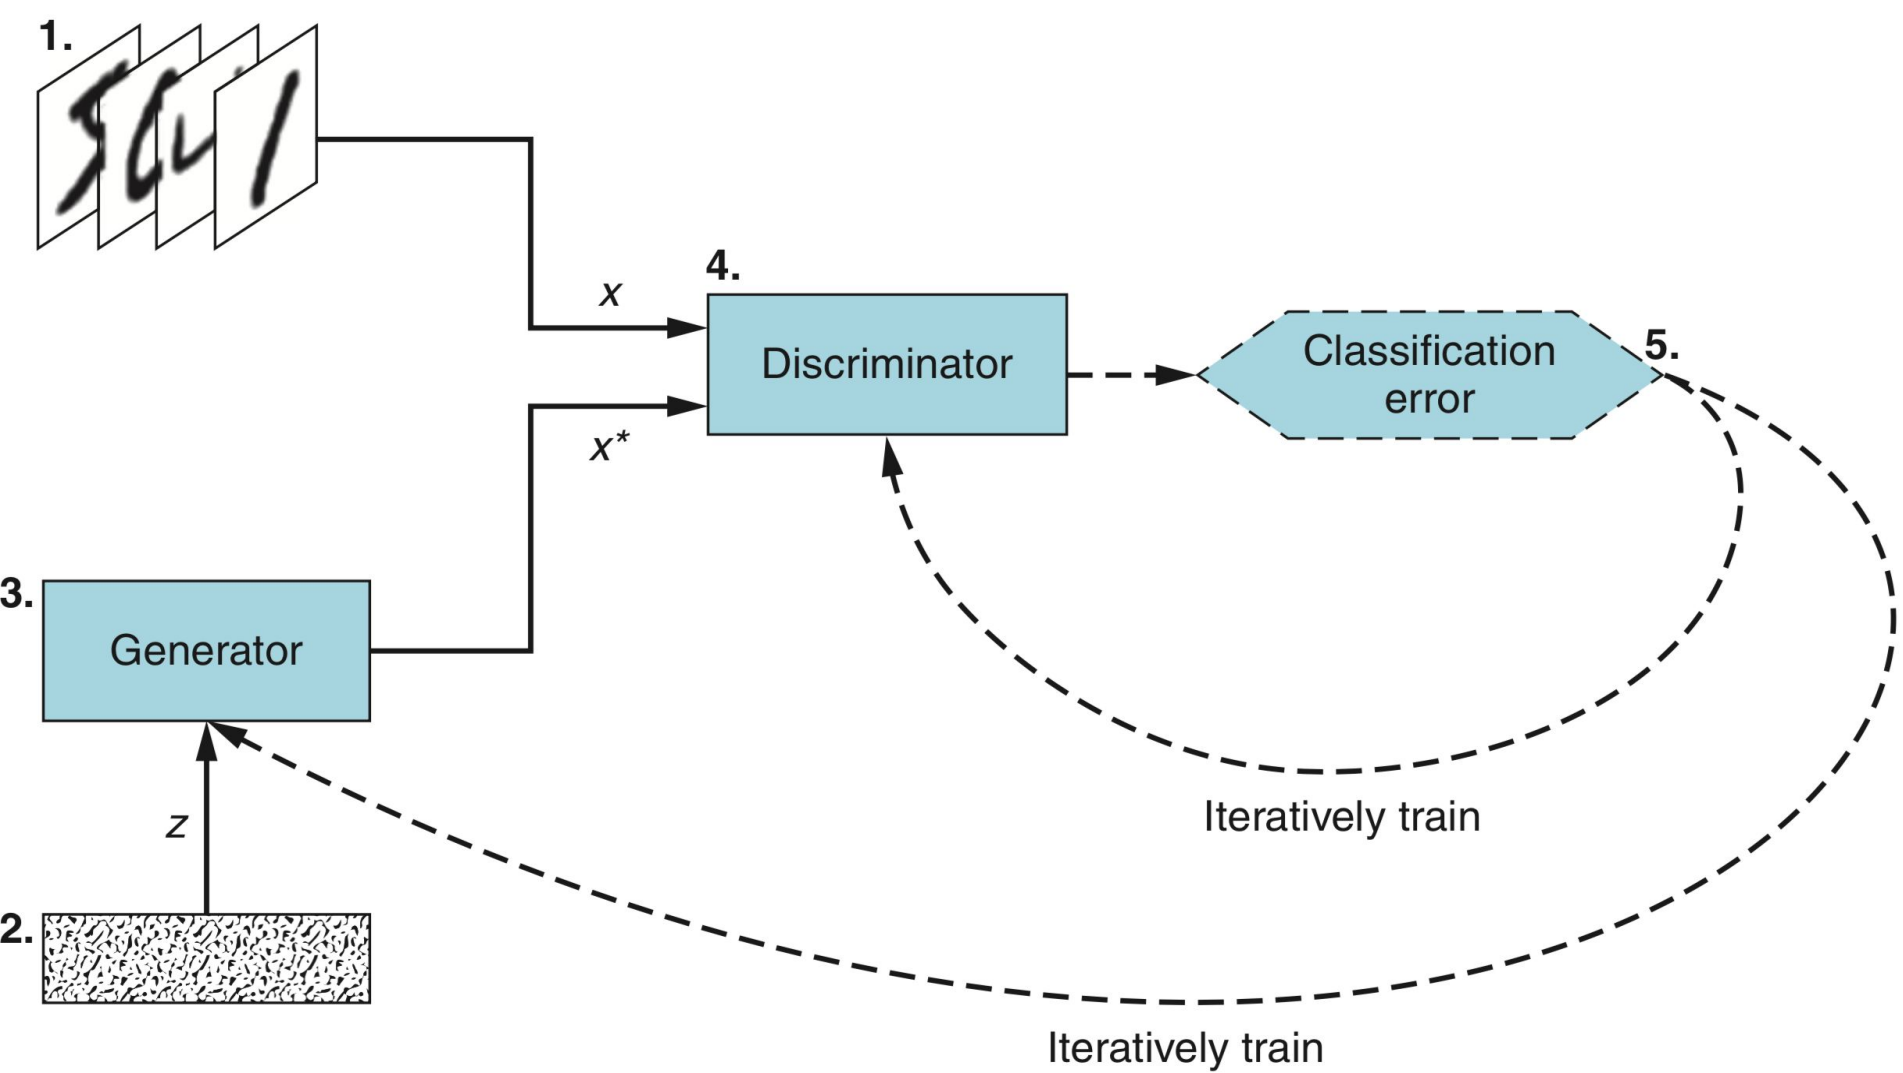 1.
4.
x
Discriminator
Classification
error
5.
x*
3.
Generator
z
Iteratively train
2.
Iteratively train